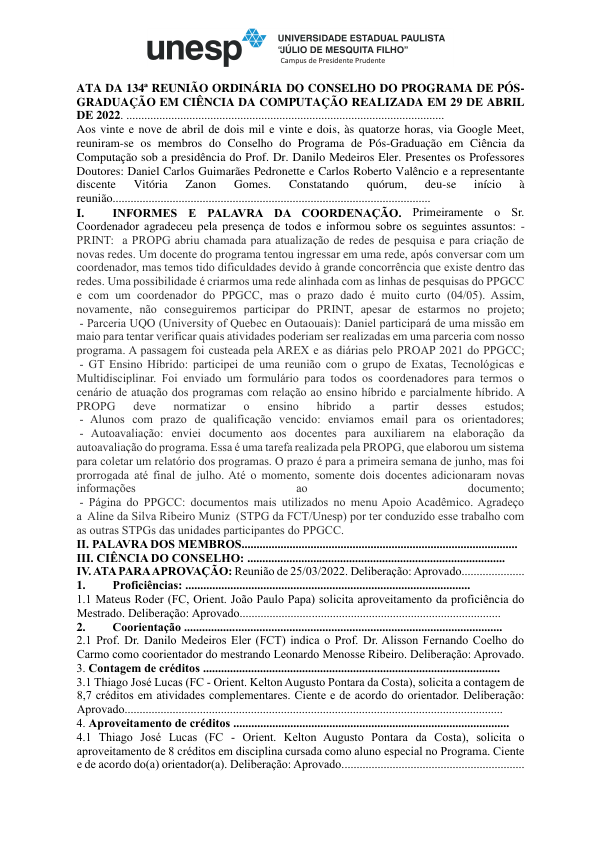 unesp
UNIVERSIDADE ESTADUAL PAULISTA
"JÚLIO DE MESQUITA FILHO"
Campus de Presidente Prudente
ATA DA 134ª REUNIÃO ORDINÁRIA DO CONSELHO DO PROGRAMA DE PÓS-
GRADUAÇÃO EM CIÊNCIA DA COMPUTAÇÃO REALIZADA EM 29 DE ABRIL
DE 2022. ................................................................................................
Aos vinte e nove de abril de dois mil e vinte e dois, às quatorze horas, via Google Meet,
reuniram-se os membros do Conselho do Programa de Pós-Graduação em Ciência da
Computação sob a presidência do Prof. Dr. Danilo Medeiros Eler. Presentes os Professores
Doutores: Daniel Carlos Guimarães Pedronette e Carlos Roberto Valêncio e a representante
discente Vitória Zanon Gomes. Constatando quórum, deu-se início à
reunião................................................................................................
I. INFORMES E PALAVRA DA COORDENAÇÃO. Primeiramente o Sr.
Coordenador agradeceu pela presença de todos e informou sobre os seguintes assuntos: -
PRINT: a PROPG abriu chamada para atualização de redes de pesquisa e para criação de
novas redes. Um docente do programa tentou ingressar em uma rede, após conversar com um
coordenador, mas temos tido dificuldades devido à grande concorrência que existe dentro das
redes. Uma possibilidade é criarmos uma rede alinhada com as linhas de pesquisas do PPGCC
e com um coordenador do PPGCC, mas o prazo dado é muito curto (04/05). Assim,
novamente, não conseguiremos participar do PRINT, apesar de estarmos no projeto;
- Parceria UQO (University of Quebec en Outaouais): Daniel participará de uma missão em
maio para tentar verificar quais atividades poderiam ser realizadas em uma parceria com nosso
programa. A passagem foi custeada pela AREX e as diárias pelo PROAP 2021 do PPGCC;
- GT Ensino Híbrido: participei de uma reunião com o grupo de Exatas, Tecnológicas e
Multidisciplinar. Foi enviado um formulário para todos os coordenadores para termos o
cenário de atuação dos programas com relação ao ensino híbrido e parcialmente híbrido. A
PROPG deve normatizar o ensino híbrido a partir desses estudos;
- Alunos com prazo de qualificação vencido: enviamos email para os orientadores;
- Autoavaliação: enviei documento aos docentes para auxiliarem na elaboração da
autoavaliação do programa. Essa é uma tarefa realizada pela PROPG, que elaborou um sistema
para coletar um relatório dos programas. O prazo é para a primeira semana de junho, mas foi
prorrogada até final de julho. Até o momento, somente dois docentes adicionaram novas
informações ao documento;
- Página do PPGCC: documentos mais utilizados no menu Apoio Acadêmico. Agradeço
a Aline da Silva Ribeiro Muniz (STPG da FCT/Unesp) por ter conduzido esse trabalho com
as outras STPGs das unidades participantes do PPGCC.
II. PALAVRA DOS MEMBROS...................................................................................
III. CIÊNCIA DO CONSELHO: ..............................................................................
IV. ATA PARA APROVAÇÃO: Reunião de 25/03/2022. Deliberação: Aprovado...................
1. Proficiências: ......................................................................................
1.1 Mateus Roder (FC, Orient. João Paulo Papa) solicita aproveitamento da proficiência do
Mestrado. Deliberação: Aprovado...............................................................................
2. Coorientação ................................................................................................
2.1 Prof. Dr. Danilo Medeiros Eler (FCT) indica o Prof. Dr. Alisson Fernando Coelho do
Carmo como coorientador do mestrando Leonardo Menosse Ribeiro. Deliberação: Aprovado.
3. Contagem de créditos ..........................................................................................
3.1 Thiago José Lucas (FC - Orient. Kelton Augusto Pontara da Costa), solicita a contagem de
8,7 créditos em atividades complementares. Ciente e de acordo do orientador. Deliberação:
Aprovado................................................................................................
4. Aproveitamento de créditos ...................................................................................
4.1 Thiago José Lucas (FC - Orient. Kelton Augusto Pontara da Costa), solicita o
aproveitamento de 8 créditos em disciplina cursada como aluno especial no Programa. Ciente
e de acordo do(a) orientador(a). Deliberação: Aprovado.......................................................